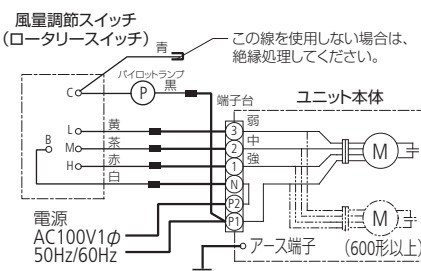 風量調節スイッチ
（ロータリースイッチ）
青
この線を使用しない場合は、
絶縁処理してください。
パイロットランプ
C
P
黒
端子台
ユニット本体
B
L
黄
3
弱
M
茶
2
中
M
H
赤
1
強
白
N
P2
P1
M
電源
AC100V1φ
50Hz/60Hz
アース端子
(600形以上)